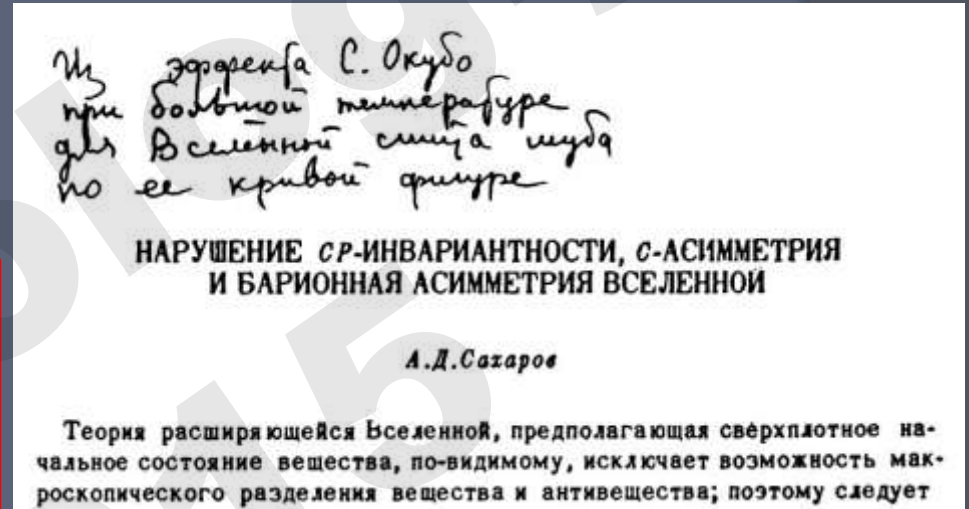 Из эффекта С. Окубо
при большой температуре
для Вселенной сшита шуба
по ее кривой фигуре
НАРУШЕНИЕ CP-ИНВАРИАНТНОСТИ, C-АСИММЕТРИЯ
И БАРИОННАЯ АСИММЕТРИЯ ВСЕЛЕННОЙ
А.Д.Сахаров
Теория расширяющейся Вселенной, предполагающая сверхплотное на-
чальное состояние вещества, по-видимому, исключает возможность мак-
роскопического разделения вещества и антивещества; поэтому следует